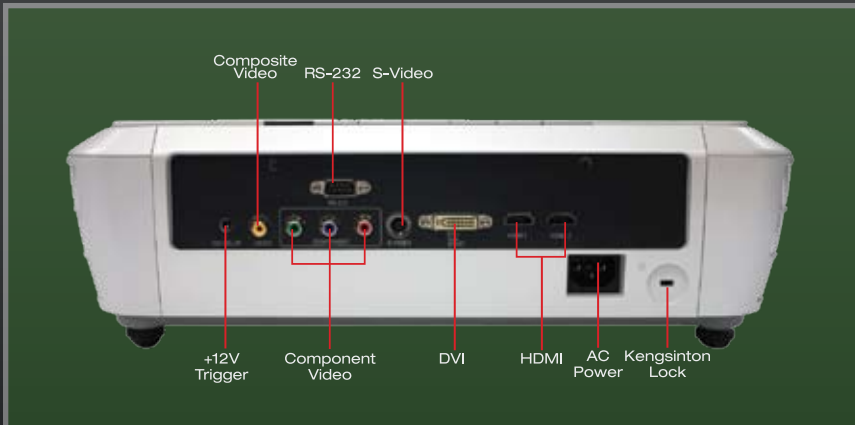 Composite
Video
RS-232
S-Video
+12V
Trigger
Component
Video
DVI
HDMI
AC
Power
Kengsinton
Lock